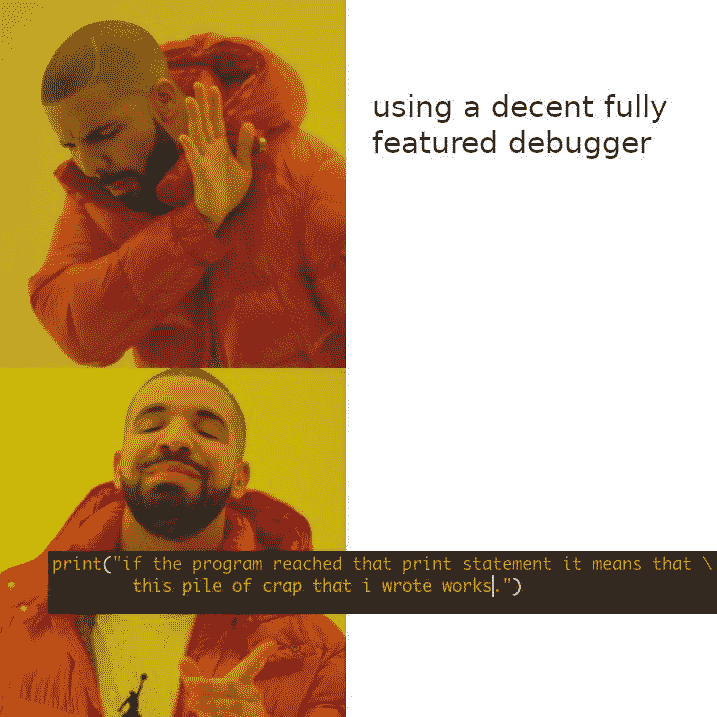 using a decent fully
featured debugger
print("if the program reached that print statement it means that \
this pile of crap that i wrote works.")